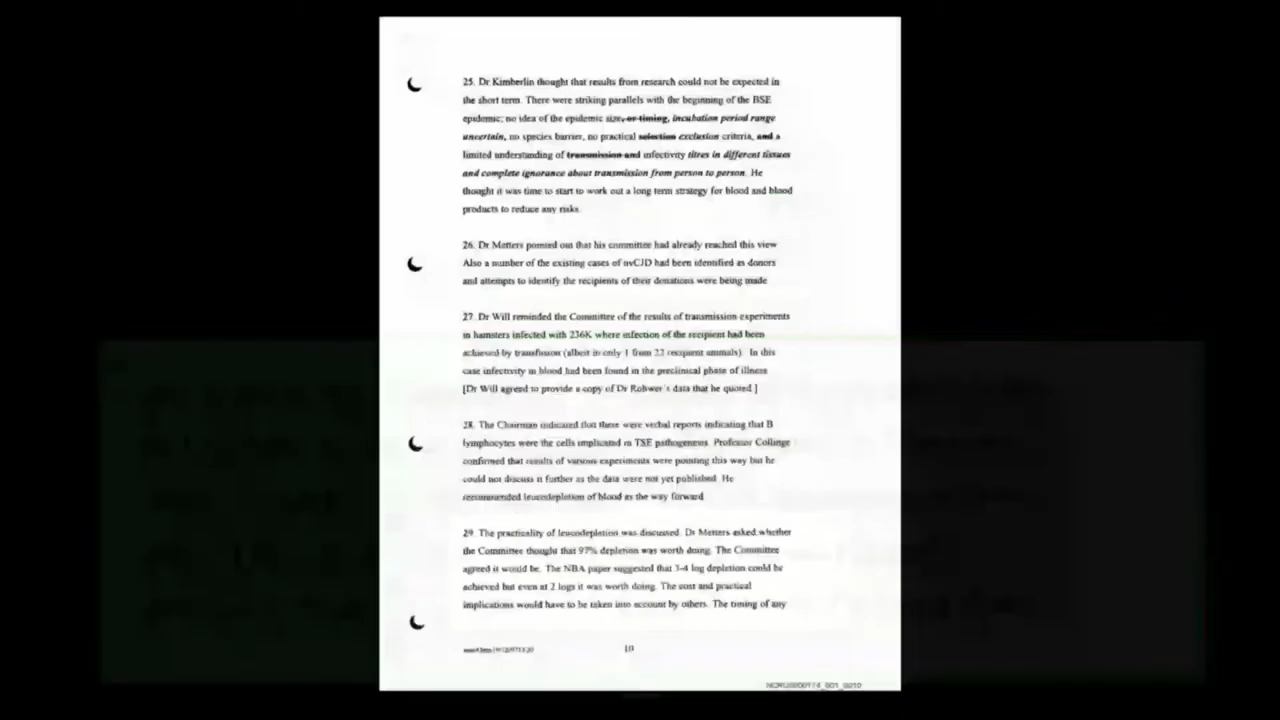 25. Dr Kimberlin thought that results from research could not be expected in
the short term. There were striking parallels with the beginning of the BSE
epidemic; no idea of the epidemic size, or timing, incubation period range
uncertain, no species barrier, no practical selection exclusion criteria, and a
limited understanding of transmission and infectivity titres in different tissues
and complete ignorance about transmission from person to person. He
thought it was time to start to work out a long term strategy for blood and blood
products to reduce any risks.
26. Dr Metters pointed out that his committee had already reached this view
Also a number of the existing cases of nvCJD had been identified as donors
and attempts to identify the recipients of their donations were being made
27. Dr Will reminded the Committee of the results of transmission experiments
in hamsters infected with 236K where infection of the recipient had been
achieved by transfusion (albeit in only 1 from 22 recipient animals). In this
case infectivity in blood had been found in the preclinical phase of illness
[Dr Will agreed to provide a copy of Dr Rohwer's data that he quoted.]
28. The Chairman indicated that there were verbal reports indicating that B
lymphocytes were the cells implicated in TSE pathogenesis. Professor Collinge
confirmed that results of various experiments were pointing this way but he
could not discuss it further as the data were not yet published. He
recommended leucodepletion of blood as the way forward
29. The practicality of leucodepletion was discussed. Dr Metters asked whether
the Committee thought that 97% depletion was worth doing. The Committee
agreed it would be. The NBA paper suggested that 3-4 log depletion could be
achieved but even at 2 logs it was worth doing. The cost and practical
implications would have to be taken into account by others. The timing of any
10